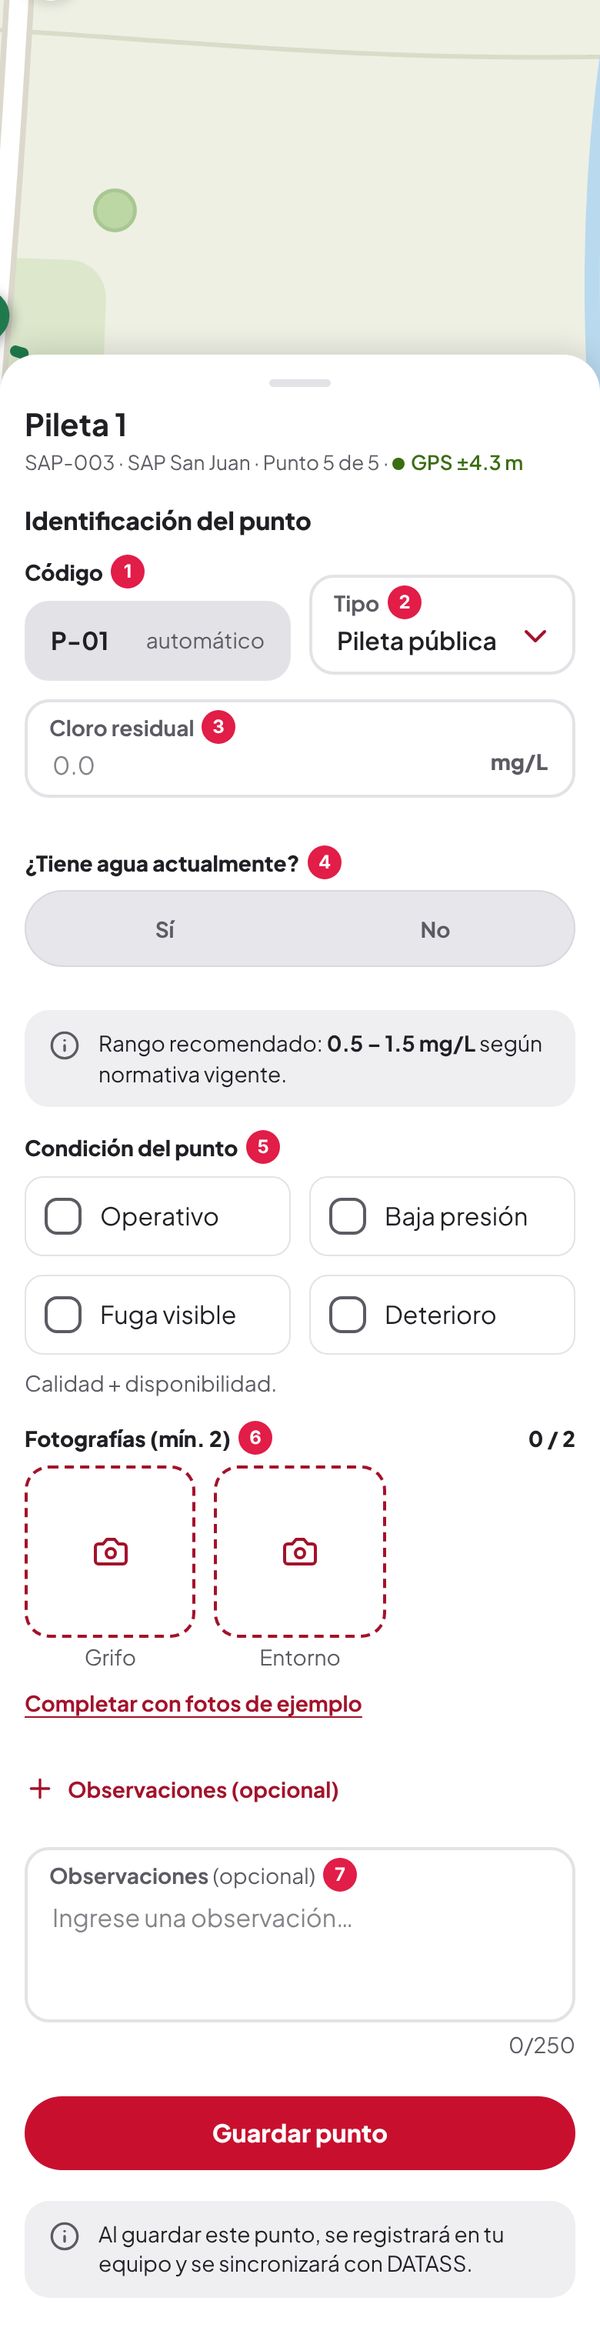 Pileta 1
SAP-003 · SAP San Juan · Punto 5 de 5 · GPS ±4.3 m
Identificación del punto
Código 1
P-01 automático
Tipo 2
Pileta pública
Cloro residual 3
0.0 mg/L
¿Tiene agua actualmente? 4
Sí No
Rango recomendado: 0.5 – 1.5 mg/L según
normativa vigente.
Condición del punto 5
Operativo Baja presión
Fuga visible Deterioro
Calidad + disponibilidad.
Fotografías (mín. 2) 6 0 / 2
Grifo Entorno
Completar con fotos de ejemplo
+ Observaciones (opcional)
Observaciones (opcional) 7
Ingrese una observación...
0/250
Guardar punto
Al guardar este punto, se registrará en tu
equipo y se sincronizará con DATASS.